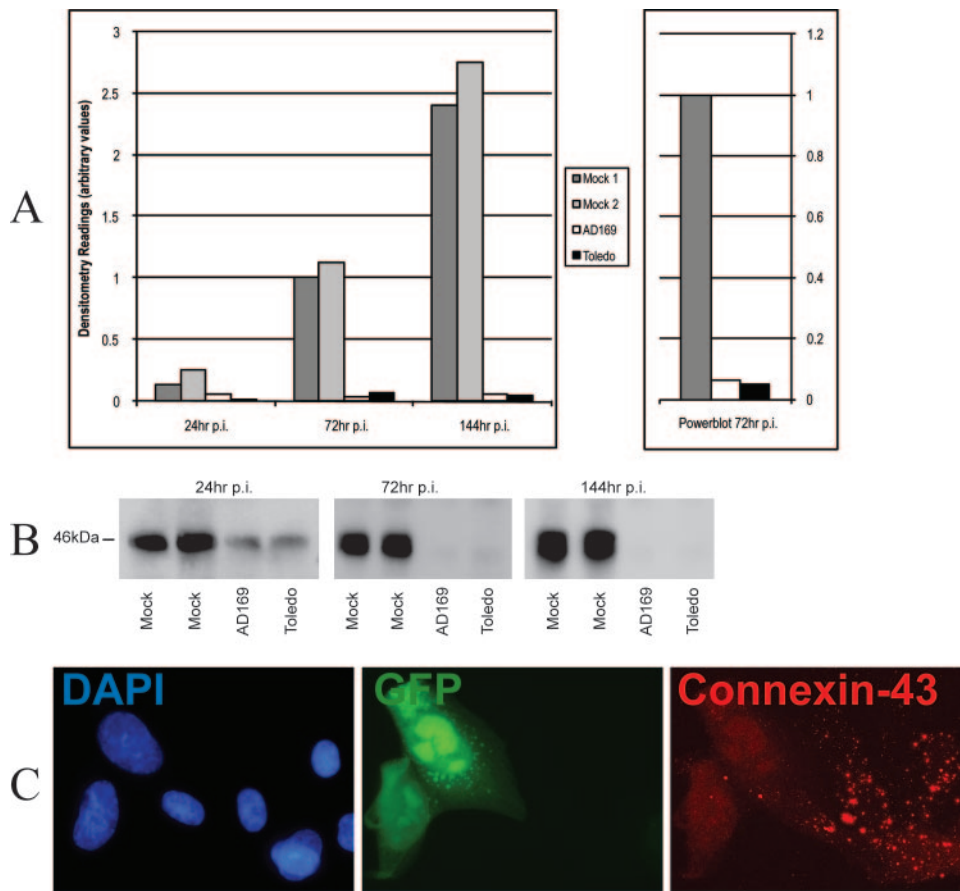 A
Densitometry Readings (arbitrary values)
3
2.5
2
1.5
1
0.5
0
24hr p.i.
72hr p.i.
144hr p.i.
Mock 1
Mock 2
AD169
Toledo
1.2
1
0.8
0.6
0.4
0.2
0
Powerblot 72hr p.i.
B
24hr p.i.
72hr p.i.
144hr p.i.
46kDa
Mock
Mock
AD169
Toledo
Mock
Mock
AD169
Toledo
Mock
Mock
AD169
Toledo
C
DAPI
GFP
Connexin-43